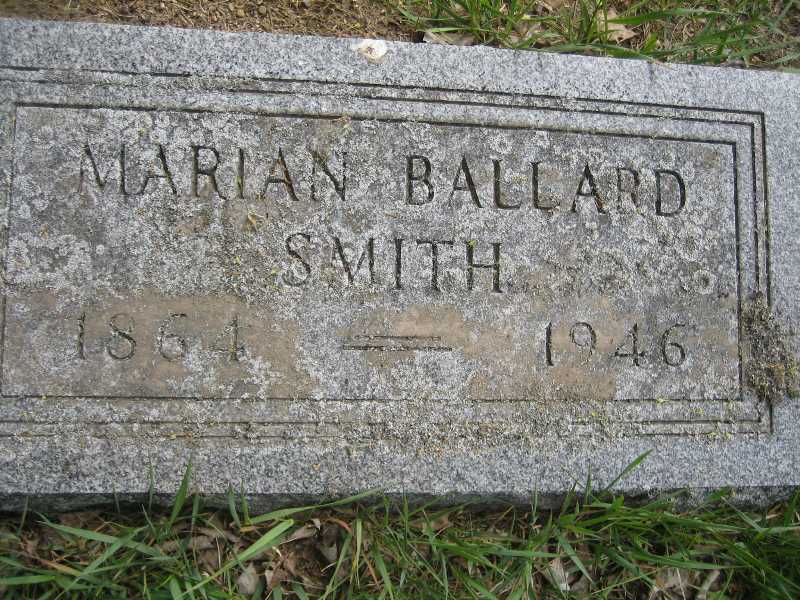 MARIAN BALLARD
SMITH
1864 — 1946